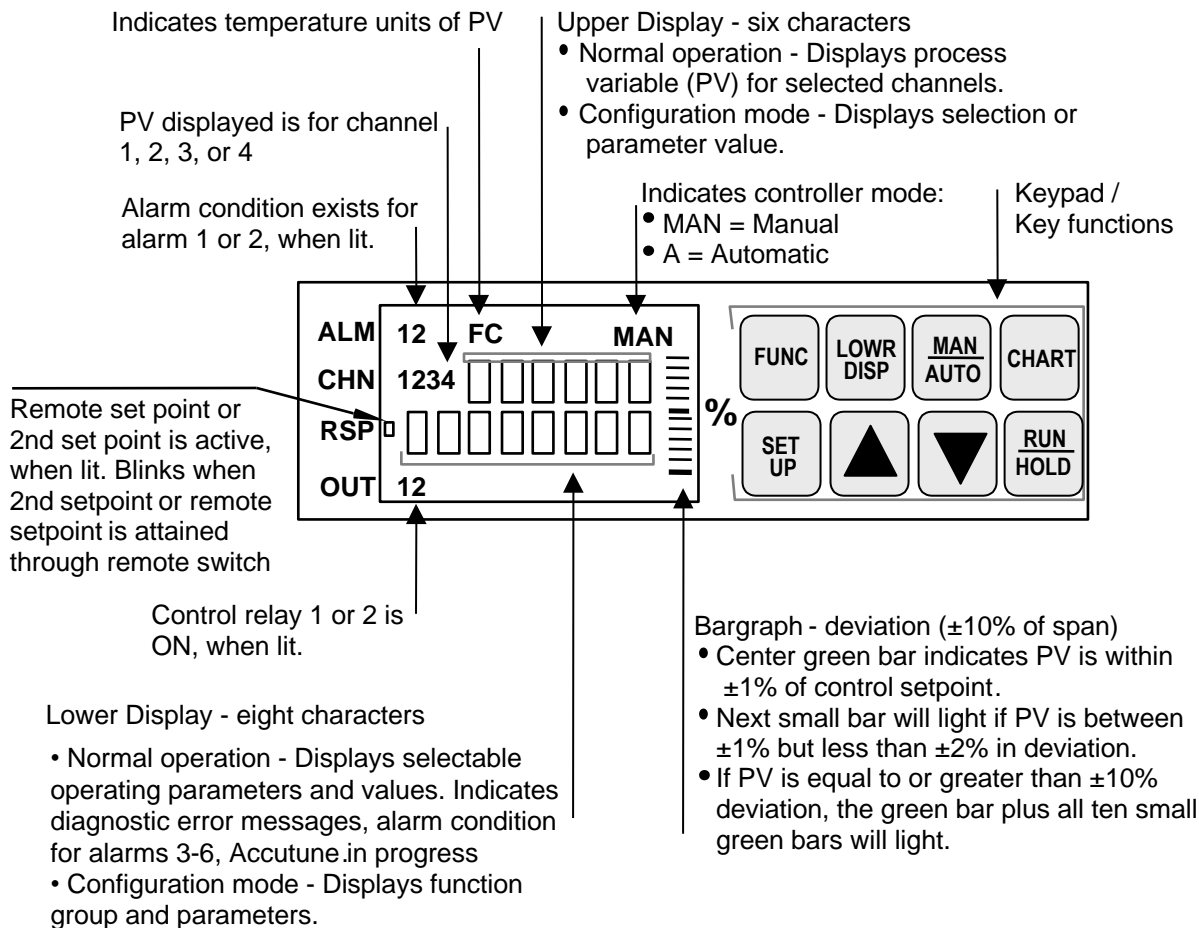 Indicates temperature units of PV
Upper Display - six characters
• Normal operation - Displays process
variable (PV) for selected channels.
• Configuration mode - Displays selection or
parameter value.
PV displayed is for channel
1, 2, 3, or 4
Alarm condition exists for
alarm 1 or 2, when lit.
Indicates controller mode:
• MAN = Manual
• A = Automatic
Keypad /
Key functions
ALM 12 FC MAN
CHN 1234
RSP
OUT 12
%
FUNC
LOWR
DISP
MAN
AUTO
CHART
SET
UP
RUN
HOLD
Remote set point or
2nd set point is active,
when lit. Blinks when
2nd setpoint or remote
setpoint is attained
through remote switch
Control relay 1 or 2 is
ON, when lit.
Lower Display - eight characters
• Normal operation - Displays selectable
operating parameters and values. Indicates
diagnostic error messages, alarm condition
for alarms 3-6, Accutune.in progress
• Configuration mode - Displays function
group and parameters.
Bargraph - deviation (±10% of span)
• Center green bar indicates PV is within
±1% of control setpoint.
• Next small bar will light if PV is between
±1% but less than ±2% in deviation.
• If PV is equal to or greater than ±10%
deviation, the green bar plus all ten small
green bars will light.